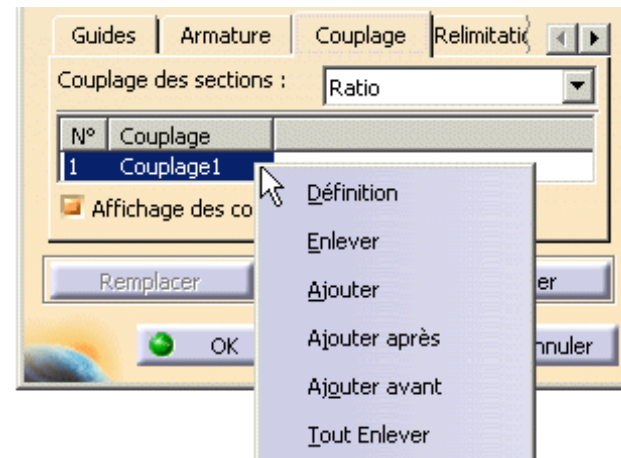 Guides Armature Couplage Relimitatio
Couplage des sections : Ratio
N° Couplage
1 Couplage1
Affichage des co
Définition
Enlever
Remplacer er
Ajouter
OK Ajouter après nnuler
Ajouter avant
Tout Enlever